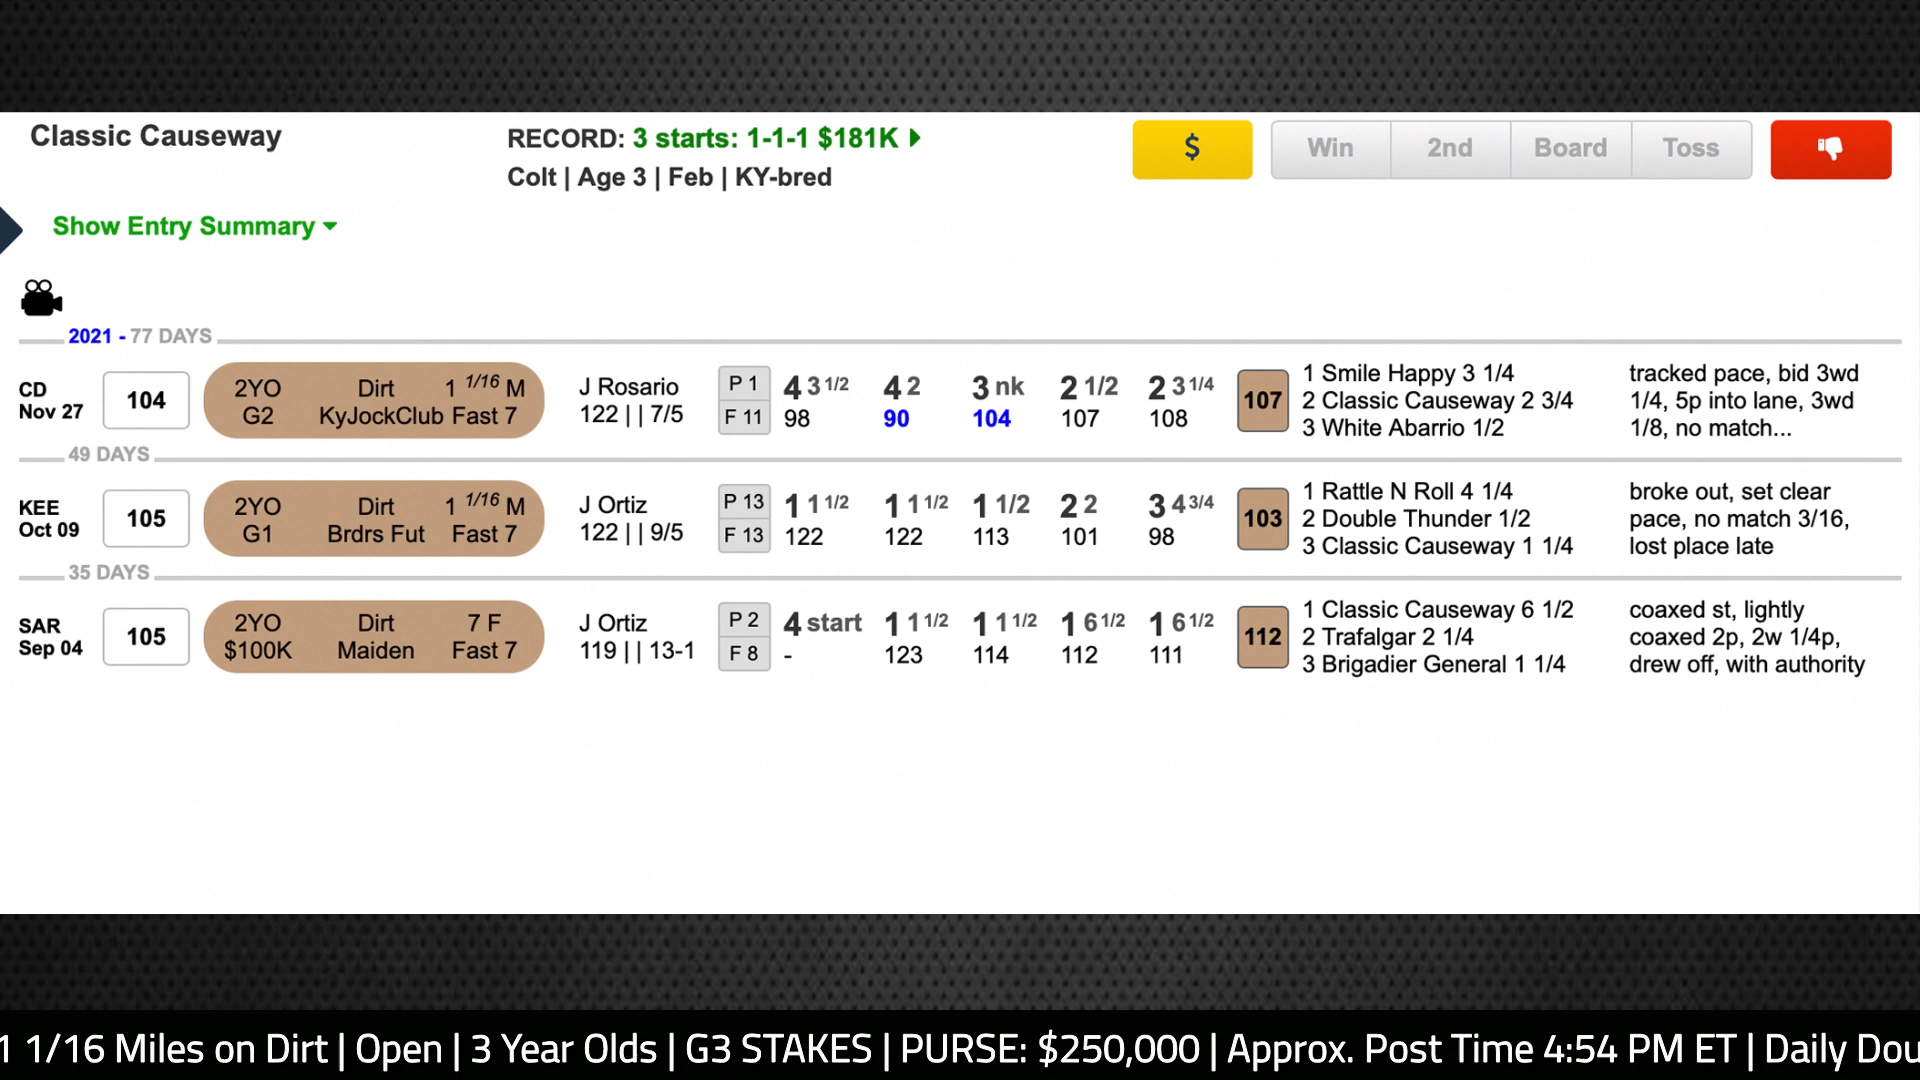 Classic Causeway
RECORD: 3 starts: 1-1-1 $181K
Colt | Age 3 | Feb | KY-bred
$
Win
2nd
Board
Toss
Show Entry Summary
2021 - 77 DAYS
CD
Nov 27
104
2YO Dirt 1 1/16 M
G2 KyJockClub Fast 7
J Rosario
122 | | 7/5
P 1
F 11
4 3 1/2 4 2 3 nk 2 1/2 2 3 1/4
98 90 104 107 108
107
1 Smile Happy 3 1/4
2 Classic Causeway 2 3/4
3 White Abarrio 1/2
tracked pace, bid 3wd
1/4, 5p into lane, 3wd
1/8, no match...
49 DAYS
KEE
Oct 09
105
2YO Dirt 1 1/16 M
G1 Brdrs Fut Fast 7
J Ortiz
122 | | 9/5
P 13
F 13
1 1 1/2 1 1 1/2 1 1/2 2 2 3 4 3/4
122 122 113 101 98
103
1 Rattle N Roll 4 1/4
2 Double Thunder 1/2
3 Classic Causeway 1 1/4
broke out, set clear
pace, no match 3/16,
lost place late
35 DAYS
SAR
Sep 04
105
2YO Dirt 7 F
$100K Maiden Fast 7
J Ortiz
119 | | 13-1
P 2
F 8
4 start 1 1 1/2 1 1 1/2 1 6 1/2 1 6 1/2
- 123 114 112 111
112
1 Classic Causeway 6 1/2
2 Trafalgar 2 1/4
3 Brigadier General 1 1/4
coaxed st, lightly
coaxed 2p, 2w 1/4p,
drew off, with authority
1 1/16 Miles on Dirt | Open | 3 Year Olds | G3 STAKES | PURSE: $250,000 | Approx. Post Time 4:54 PM ET | Daily Dou